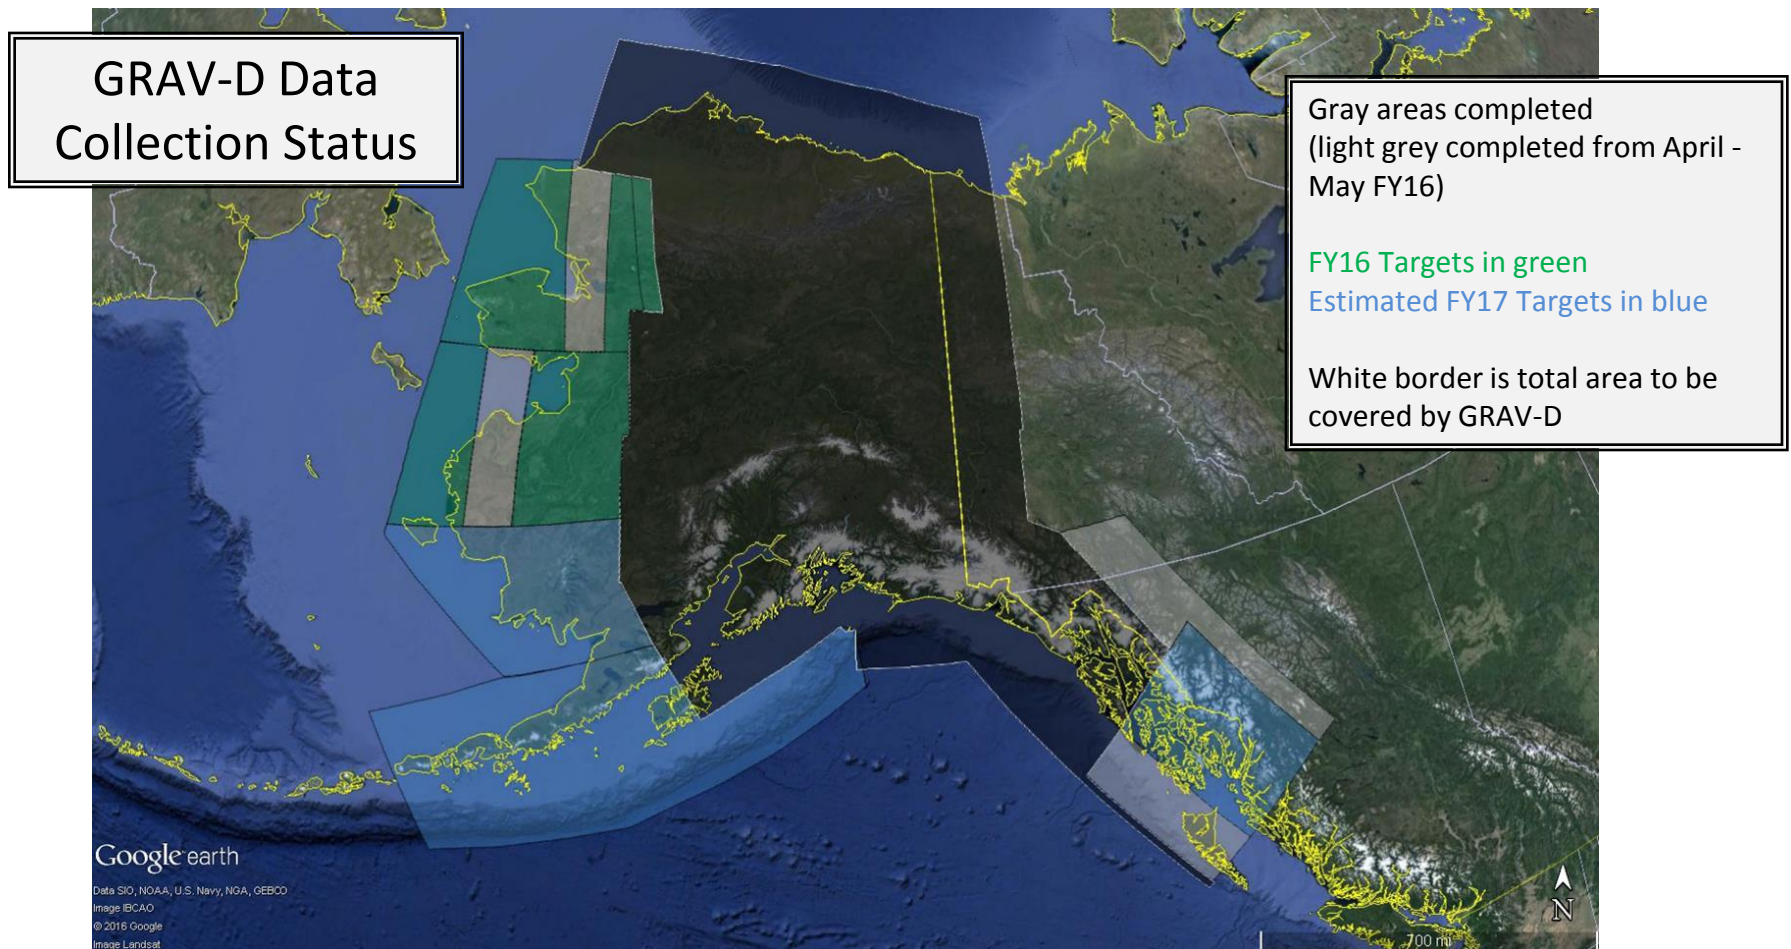 GRAV-D Data
Collection Status
Gray areas completed
(light grey completed from April -
May FY16)
FY16 Targets in green
Estimated FY17 Targets in blue
White border is total area to be
covered by GRAV-D
Google earth
Data SIO, NOAA, U.S. Navy, NGA, GEBCO
Image IBCAO
© 2016 Google
Image Landsat
N
700 mi